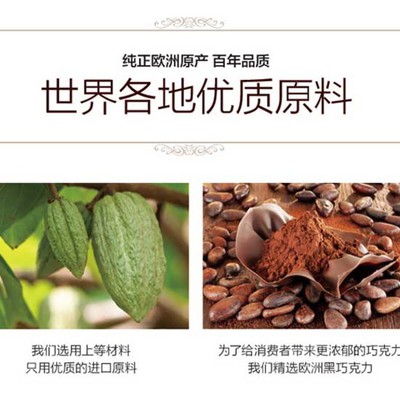 纯正欧洲原产 百年品质
世界各地优质原料
我们选用上等材料
只用优质的进口原料
为了给消费者带来更浓郁的巧克力
我们精选欧洲黑巧克力